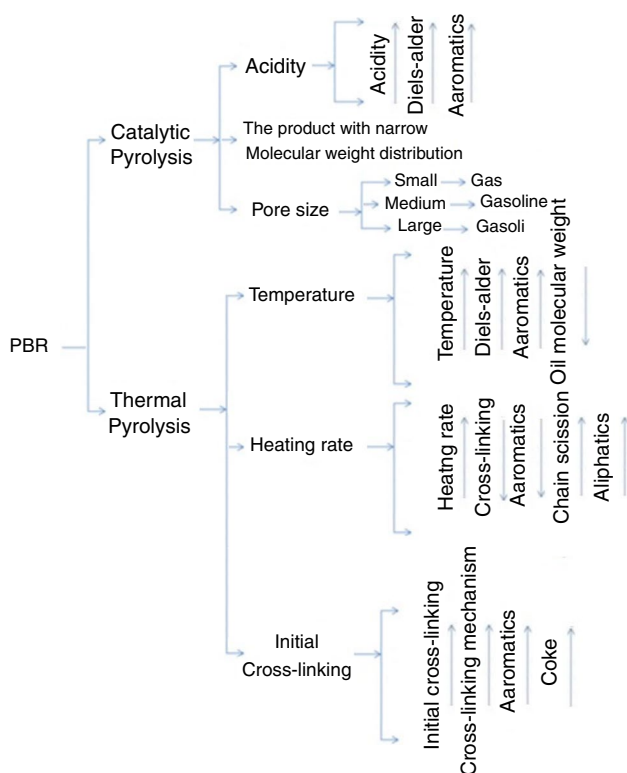 PBR
Catalytic
Pyrolysis
Acidity
Acidity
Diels-alder
Aaromatics
The product with narrow
Molecular weight distribution
Pore size
Small
Gas
Medium
Gasoline
Large
Gasoli
Thermal
Pyrolysis
Temperature
Temperature
Diels-alder
Aaromatics
Oil molecular weight
Heating rate
Heatng rate
Cross-linking
Aaromatics
Chain scission
Aliphatics
Initial
Cross-linking
Initial cross-linking
Cross-linking mechanism
Aaromatics
Coke